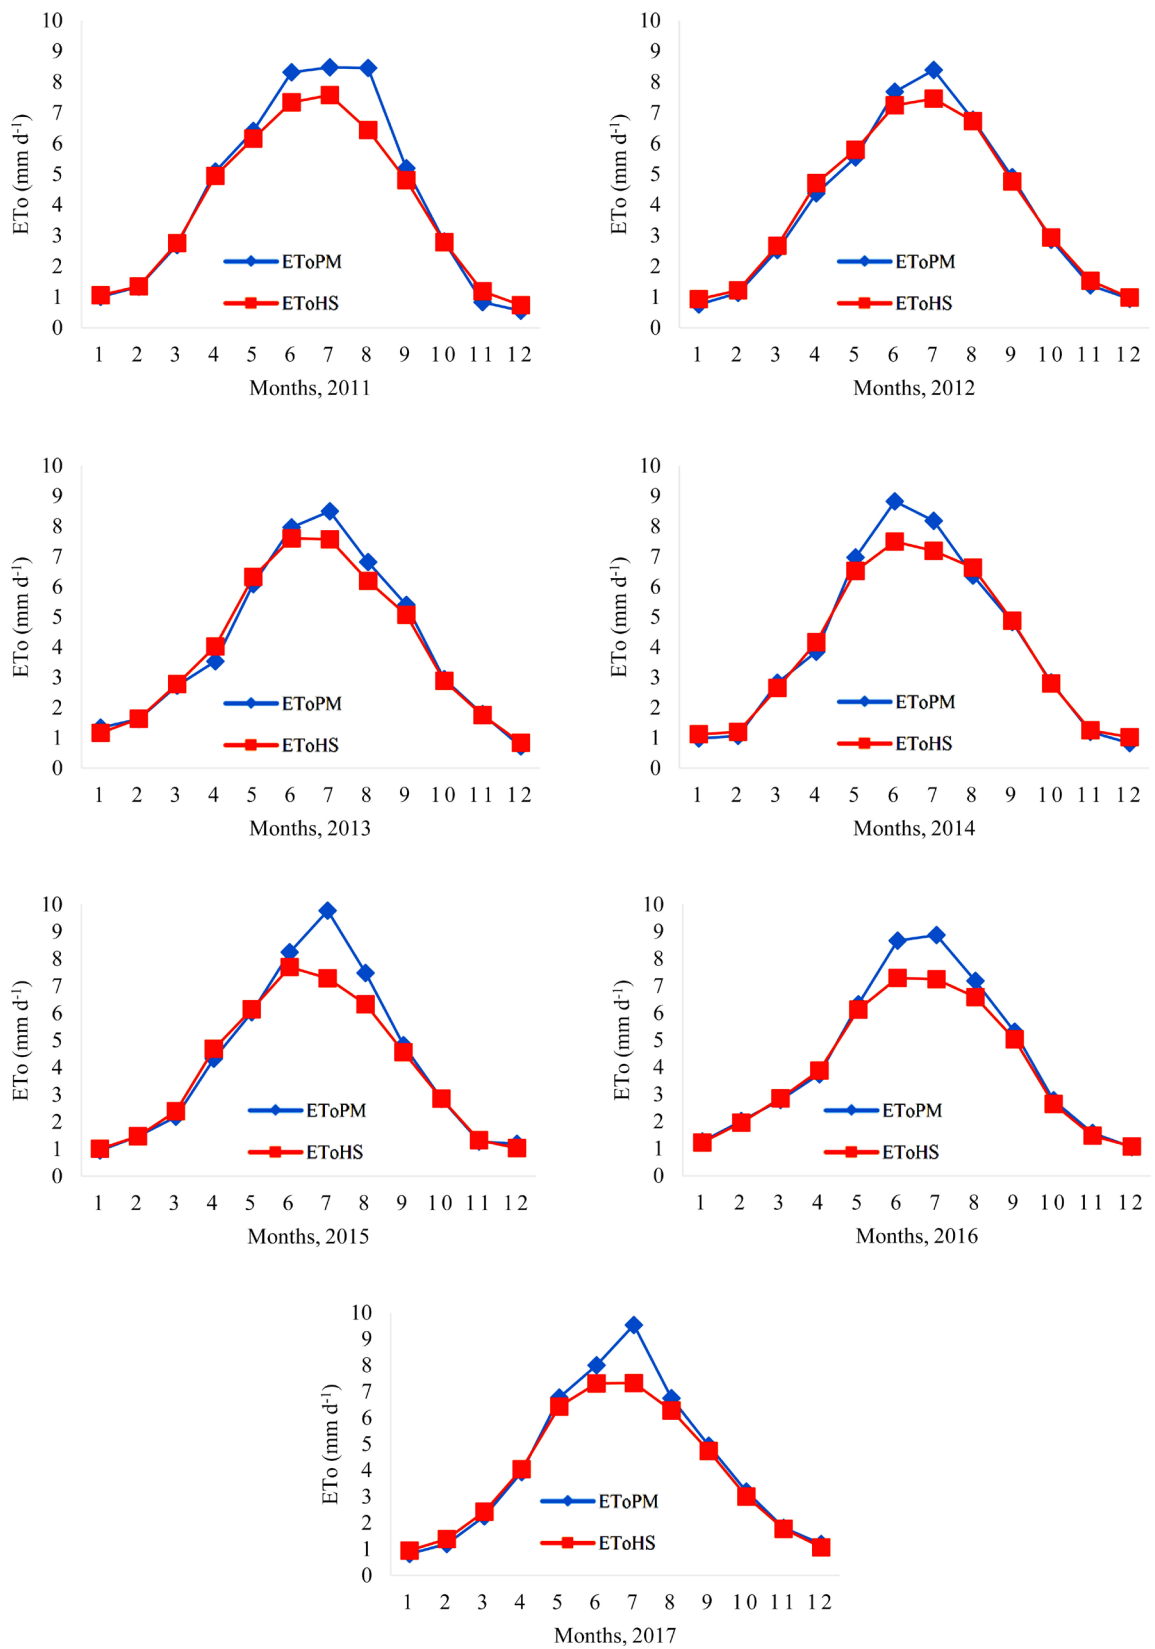 10
9
8
7
6
5
4
3
2
1
0
ETo (mm d-1)
EToPM
EToHS
1 2 3 4 5 6 7 8 9 10 11 12
Months, 2011
10
9
8
7
6
5
4
3
2
1
0
ETo (mm d-1)
EToPM
EToHS
1 2 3 4 5 6 7 8 9 10 11 12
Months, 2012
10
9
8
7
6
5
4
3
2
1
0
ETo (mm d-1)
EToPM
EToHS
1 2 3 4 5 6 7 8 9 10 11 12
Months, 2013
10
9
8
7
6
5
4
3
2
1
0
ETo (mm d-1)
EToPM
EToHS
1 2 3 4 5 6 7 8 9 10 11 12
Months, 2014
10
9
8
7
6
5
4
3
2
1
0
ETo (mm d-1)
EToPM
EToHS
1 2 3 4 5 6 7 8 9 10 11 12
Months, 2015
10
9
8
7
6
5
4
3
2
1
0
ETo (mm d-1)
EToPM
EToHS
1 2 3 4 5 6 7 8 9 10 11 12
Months, 2016
10
9
8
7
6
5
4
3
2
1
0
ETo (mm d-1)
EToPM
EToHS
1 2 3 4 5 6 7 8 9 10 11 12
Months, 2017